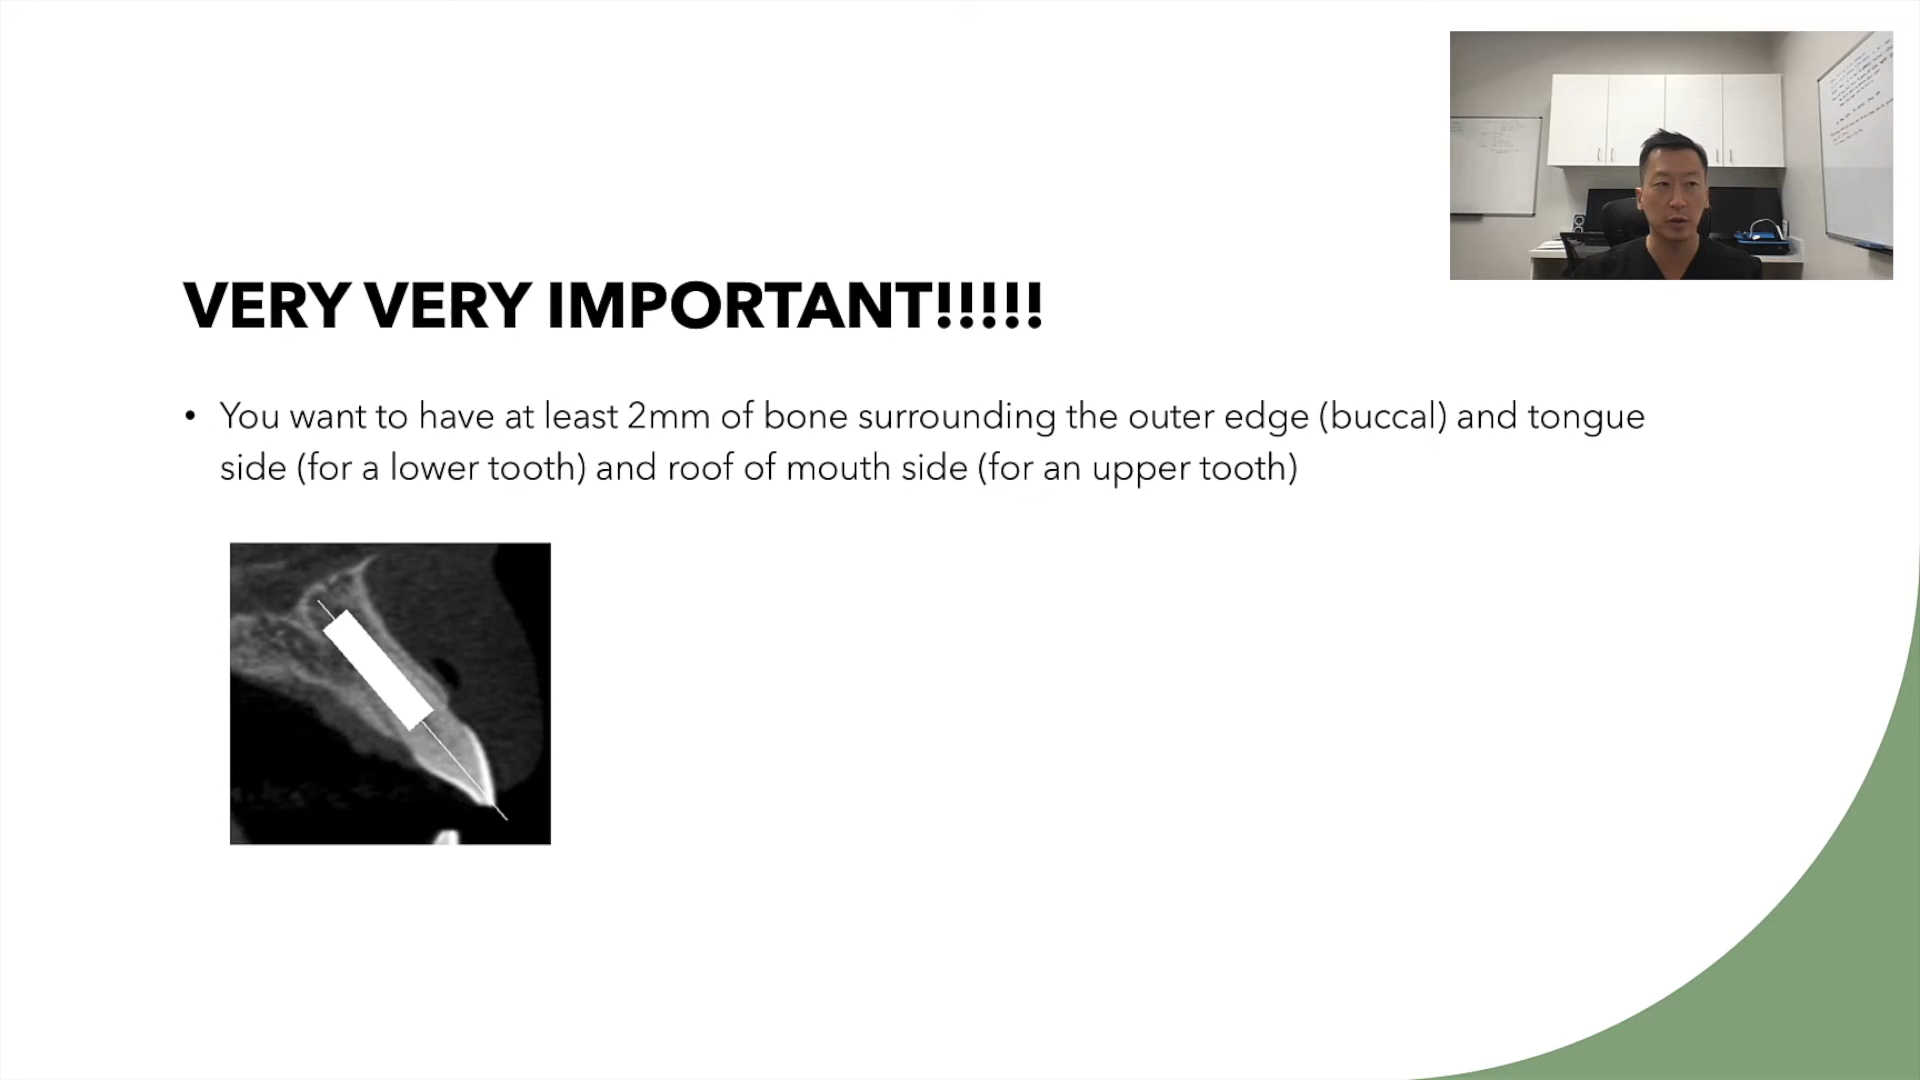 VERY VERY IMPORTANT!!!!!
• You want to have at least 2mm of bone surrounding the outer edge (buccal) and tongue
side (for a lower tooth) and roof of mouth side (for an upper tooth)